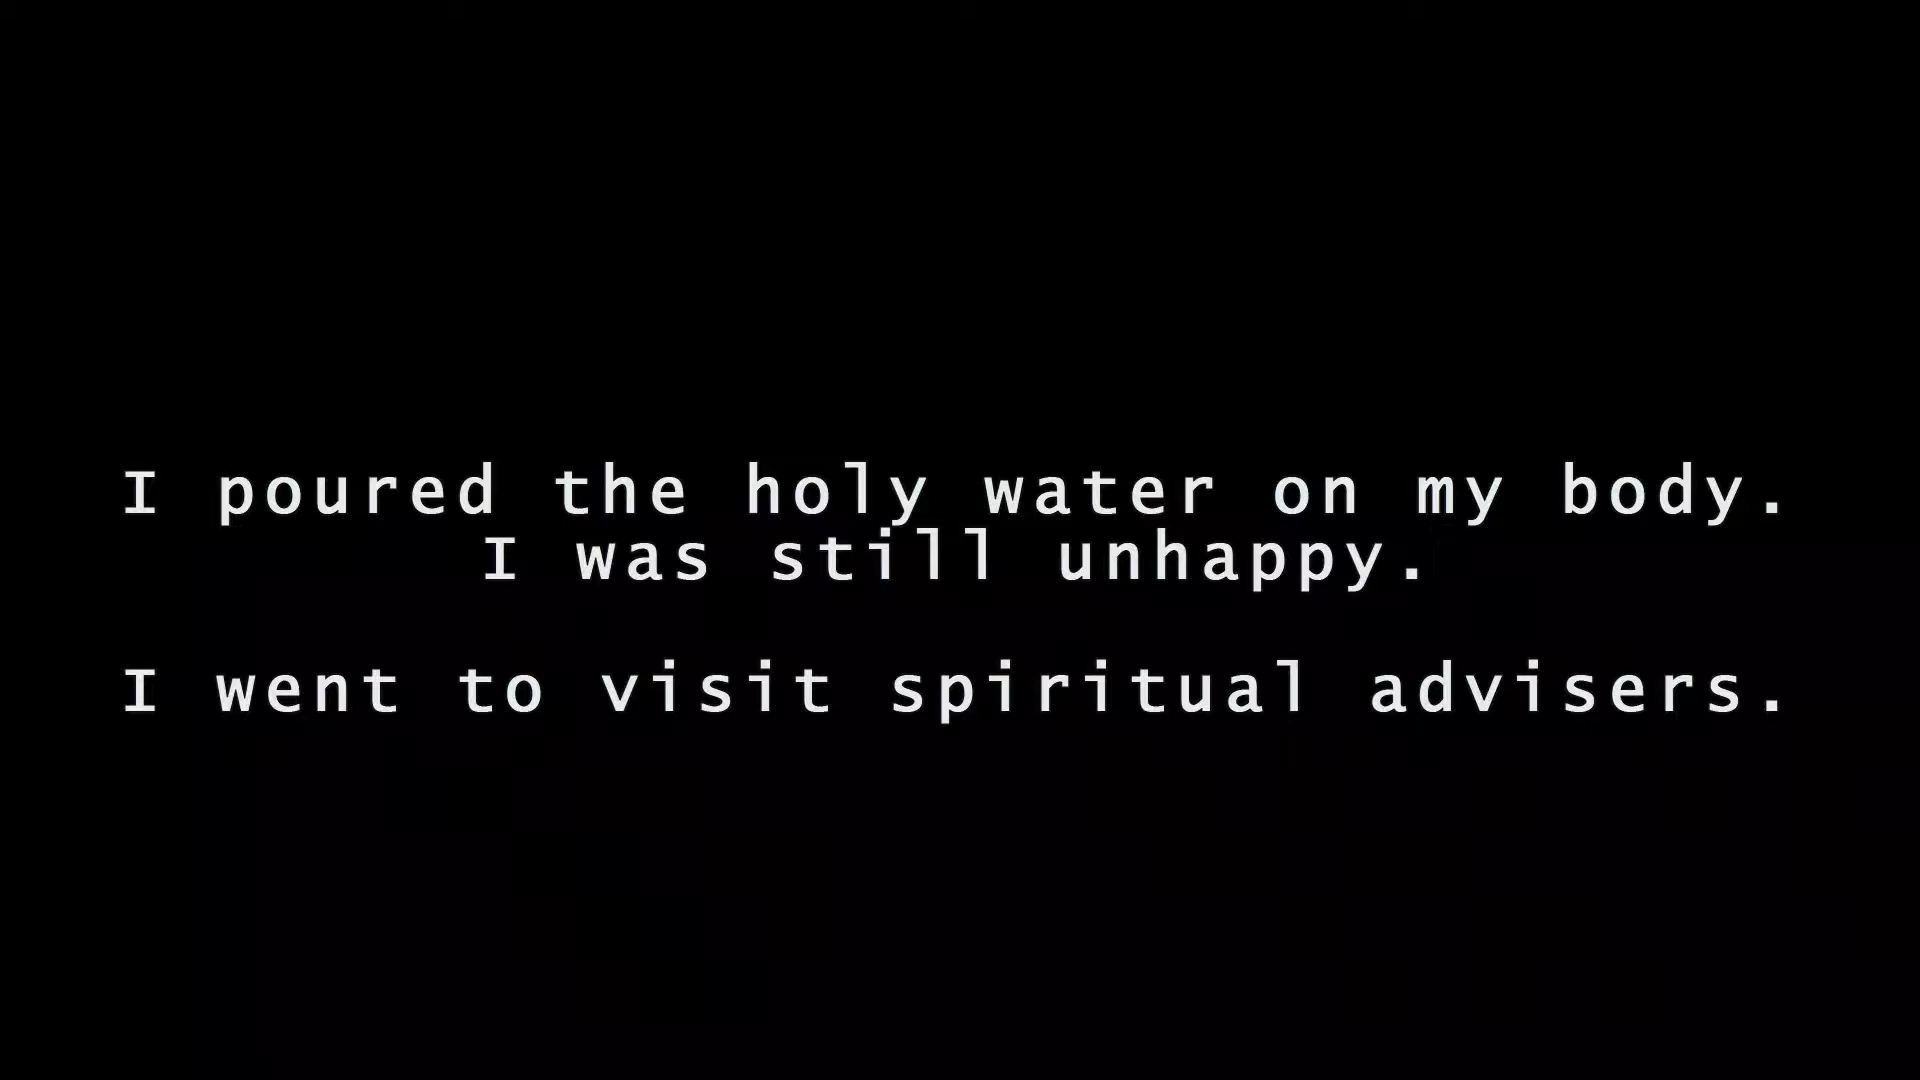 I poured the holy water on my body.
I was still unhappy.
I went to visit spiritual advisers.